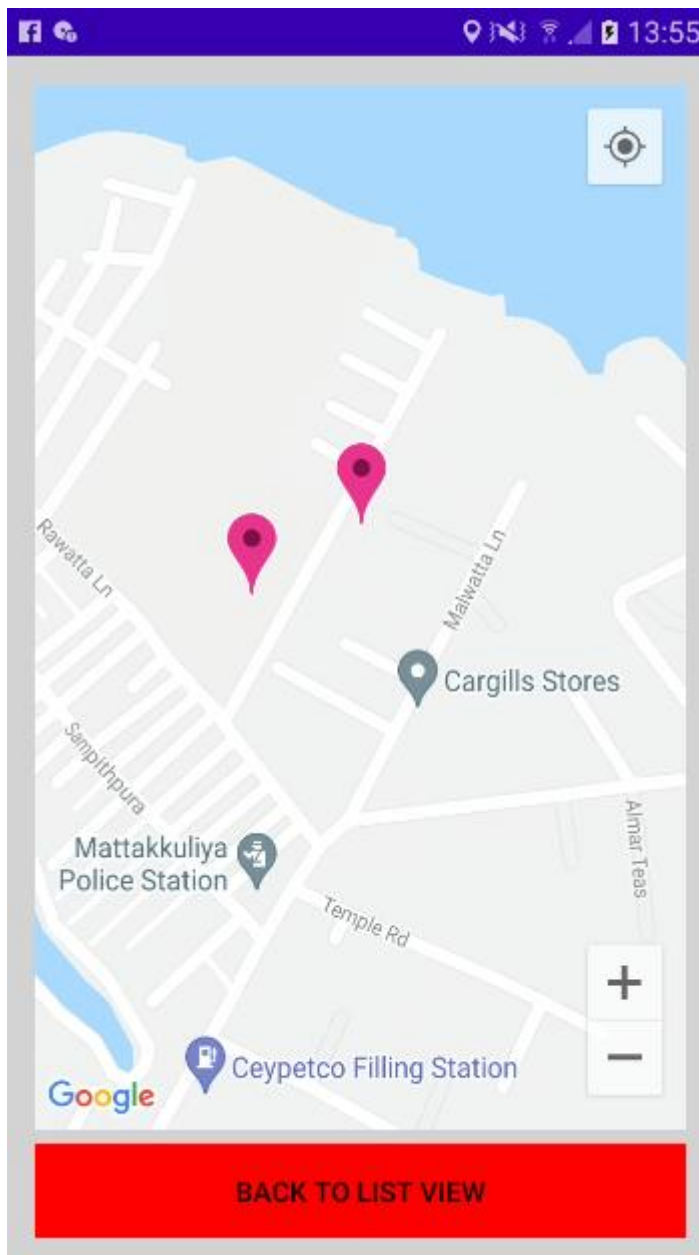 13:55
Rawatta Ln
Malwatta Ln
Cargills Stores
Sampithpura
Almar Teas
Mattakkuliya
Police Station
Temple Rd
Ceypetco Filling Station
Google
BACK TO LIST VIEW